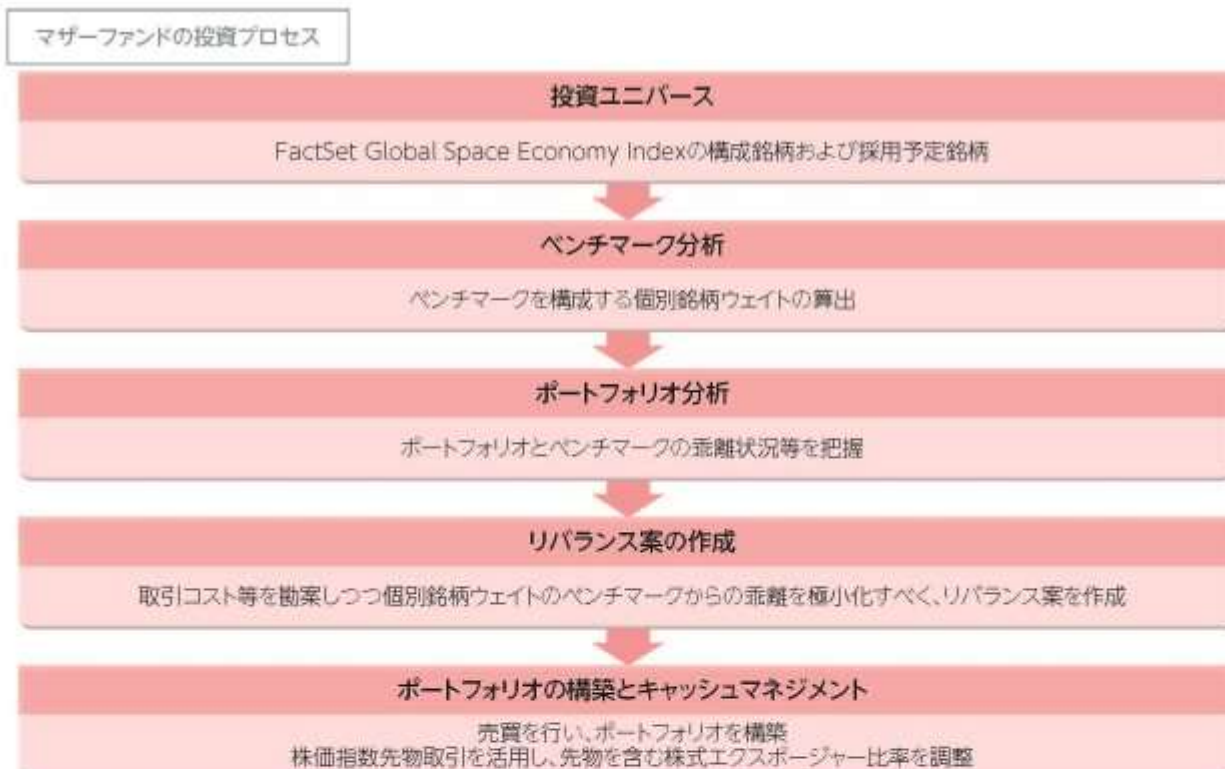 マザーファンドの投資プロセス
投資ユニバース
FactSet Global Space Economy Indexの構成銘柄および採用予定銘柄
ベンチマーク分析
ベンチマークを構成する個別銘柄ウェイトの算出
ポートフォリオ分析
ポートフォリオとベンチマークの乖離状況等を把握
リバランス案の作成
取引コスト等を勘案しつつ個別銘柄ウェイトのベンチマークからの乖離を極小化すべく、リバランス案を作成
ポートフォリオの構築とキャッシュマネジメント
売買を行い、ポートフォリオを構築
株価指数先物取引を活用し、先物を含む株式エクスポージャー比率を調整